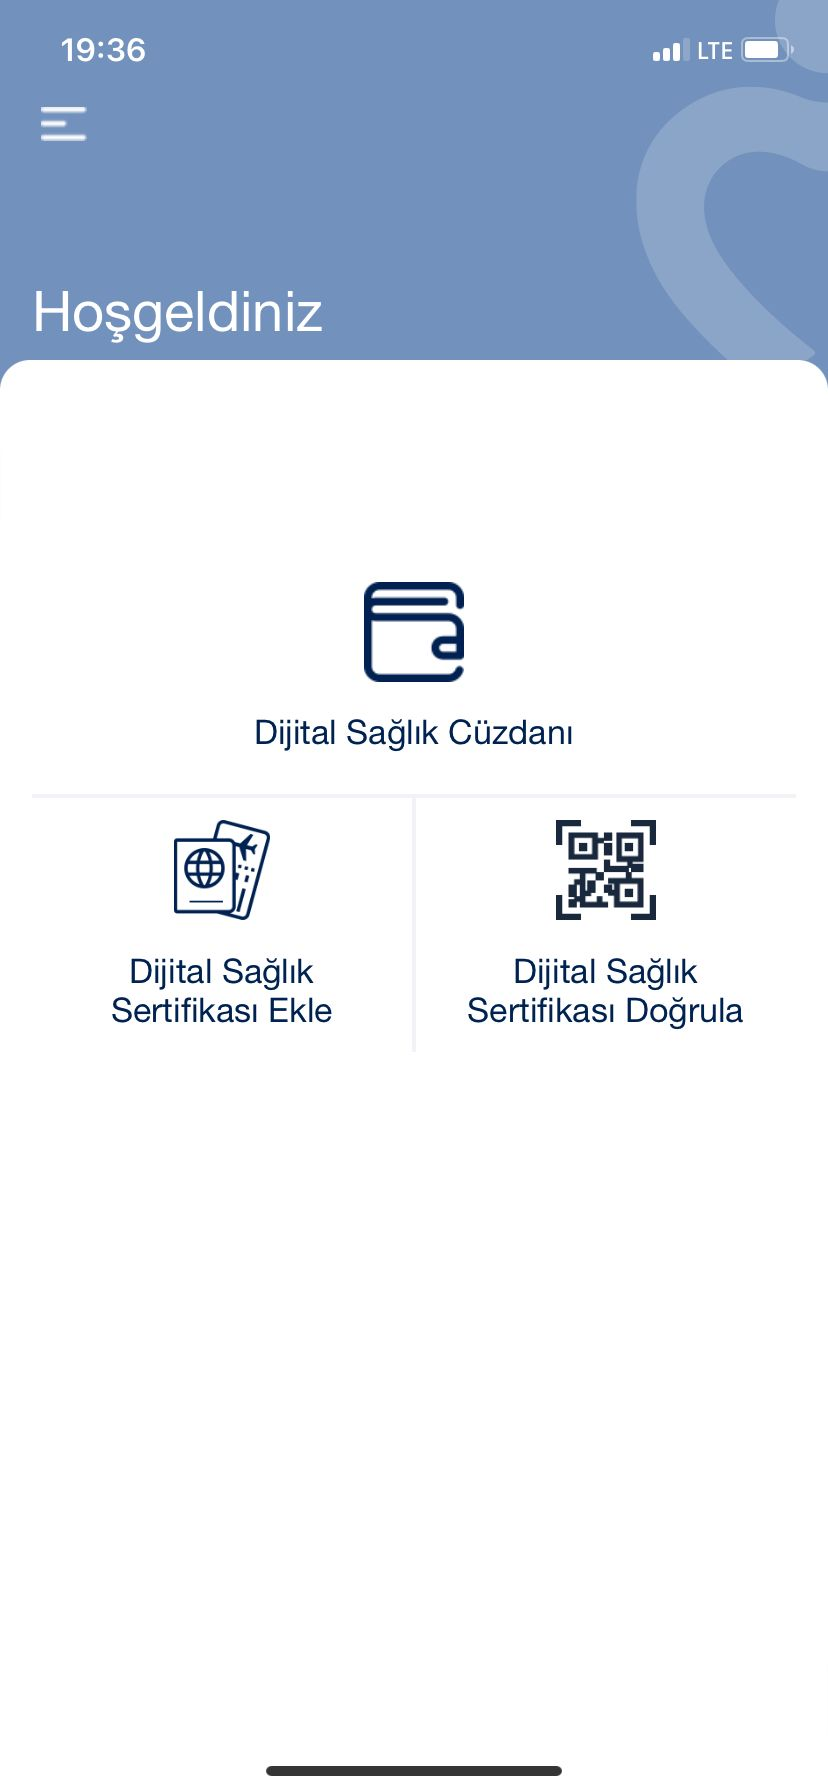 19:36
LTE
Hoşgeldiniz
Dijital Sağlık Cüzdanı
Dijital Sağlık
Sertifikası Ekle
Dijital Sağlık
Sertifikası Doğrula